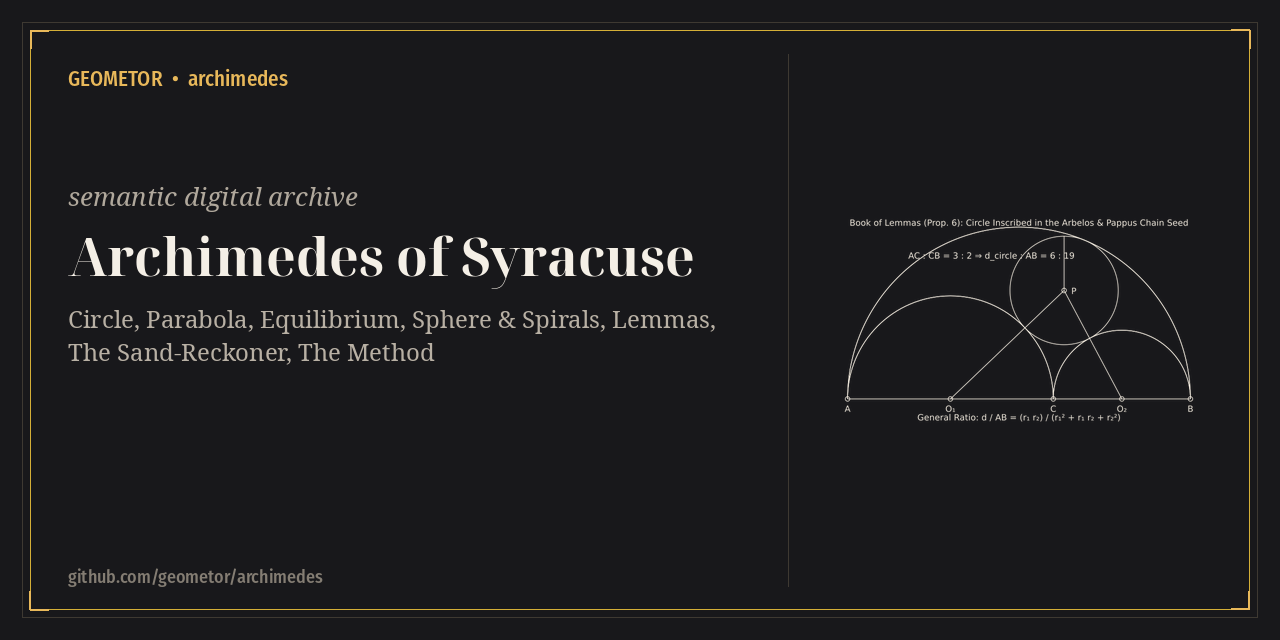 GEOMETOR • archimedes
semantic digital archive
Archimedes of Syracuse
Circle, Parabola, Equilibrium, Sphere & Spirals, Lemmas,
The Sand-Reckoner, The Method
github.com/geometor/archimedes
Book of Lemmas (Prop. 6): Circle Inscribed in the Arbelos & Pappus Chain Seed
AC : CB = 3 : 2 ⇒ d_circle : AB = 6 : 19
P
A O₁ C O₂ B
General Ratio: d / AB = (r₁ r₂) / (r₁² + r₁ r₂ + r₂²)